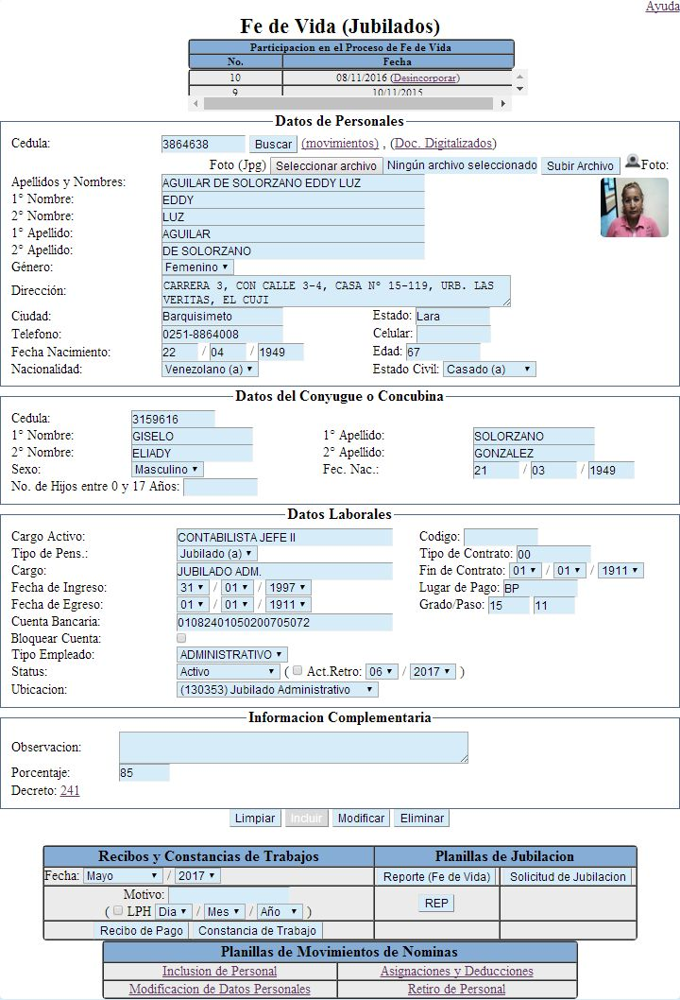 Ayuda
Fe de Vida (Jubilados)
Participacion en el Proceso de Fe de Vida
No. Fecha
10 08/11/2016 (Desincorporar)
9 10/11/2015
Datos de Personales
Cedula: 3864638 Buscar (movimientos) , (Doc. Digitalizados)
Foto (Jpg) Seleccionar archivo Ningún archivo seleccionado Subir Archivo Foto:
Apellidos y Nombres: AGUILAR DE SOLORZANO EDDY LUZ
1° Nombre: EDDY
2° Nombre: LUZ
1° Apellido: AGUILAR
2° Apellido: DE SOLORZANO
Género: Femenino
Dirección: CARRERA 3, CON CALLE 3-4, CASA Nº 15-119, URB. LAS
VERITAS, EL CUJI
Ciudad: Barquisimeto Estado: Lara
Telefono: 0251-8864008 Celular:
Fecha Nacimiento: 22 / 04 / 1949 Edad: 67
Nacionalidad: Venezolano (a) Estado Civil: Casado (a)
Datos del Conyugue o Concubina
Cedula: 3159616
1° Nombre: GISELO 1° Apellido: SOLORZANO
2° Nombre: ELIADY 2° Apellido: GONZALEZ
Sexo: Masculino Fec. Nac.: 21 / 03 / 1949
No. de Hijos entre 0 y 17 Años:
Datos Laborales
Cargo Activo: CONTABILISTA JEFE II Codigo:
Tipo de Pens.: Jubilado (a) Tipo de Contrato: 00
Cargo: JUBILADO ADM. Fin de Contrato: 01 / 01 / 1911
Fecha de Ingreso: 31 / 01 / 1997 Lugar de Pago: BP
Fecha de Egreso: 01 / 01 / 1911 Grado/Paso: 15 11
Cuenta Bancaria: 01082401050200705072
Bloquear Cuenta:
Tipo Empleado: ADMINISTRATIVO
Status: Activo ( Act.Retro: 06 / 2017 )
Ubicacion: (130353) Jubilado Administrativo
Informacion Complementaria
Observacion:
Porcentaje: 85
Decreto: 241
Limpiar Incluir Modificar Eliminar
Recibos y Constancias de Trabajos Planillas de Jubilacion
Fecha: Mayo / 2017 Reporte (Fe de Vida) Solicitud de Jubilacion
Motivo:
( LPH Dia / Mes / Año ) REP
Recibo de Pago Constancia de Trabajo
Planillas de Movimientos de Nominas
Inclusion de Personal Asignaciones y Deducciones
Modificacion de Datos Personales Retiro de Personal